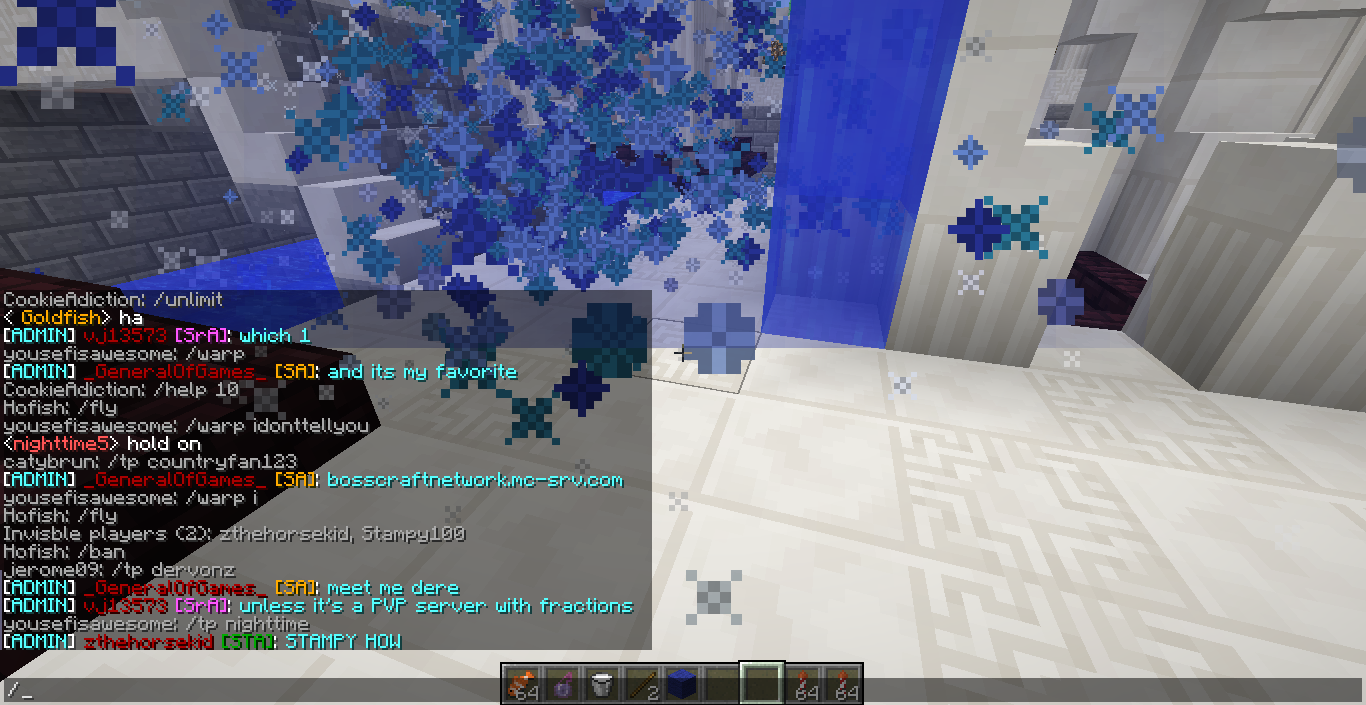 CookieAdiction: /unlimit
< Goldfish> ha
[ADMIN] vj13573 [SrA]: which 1
yousefisawesome: /warp
[ADMIN] _GeneralOfGames_ [SA]: and its my favorite
CookieAdiction: /help 10
Hofish: /fly
yousefisawesome: /warp idonttellyou
<nighttime5> hold on
catybrun: /tp countryfan123
[ADMIN] _GeneralOfGames_ [SA]: bosscraftnetwork.mc-srv.com
yousefisawesome: /warp i
Hofish: /fly
Invisble players (2): zthehorsekid, Stampy100
Hofish: /ban
jerome09: /tp dervonz
[ADMIN] _GeneralOfGames_ [SA]: meet me dere
[ADMIN] vj13573 [SrA]: unless it's a PVP server with fractions
yousefisawesome: /tp nighttime
[ADMIN] zthehorsekid [STA]: STAMPY HOW
/_
64 2 64 64